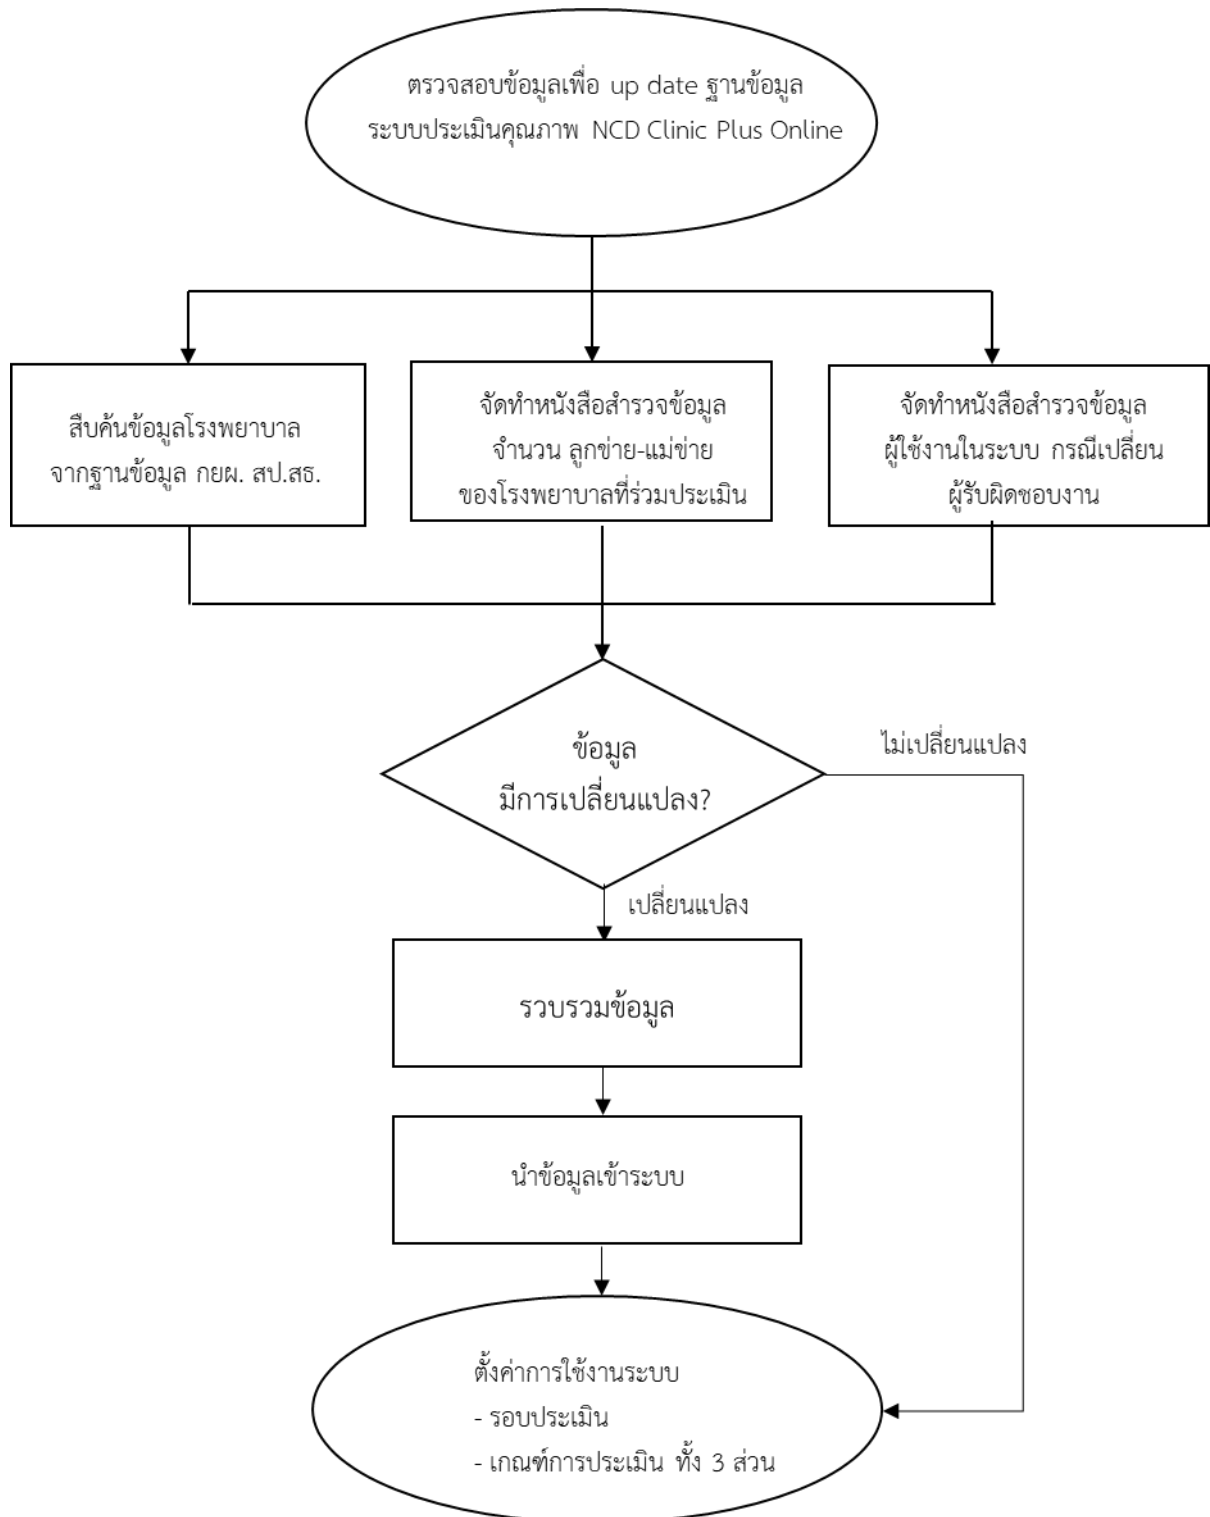 ตรวจสอบข้อมูลเพื่อ up date ฐานข้อมูล
ระบบประเมินคุณภาพ NCD Clinic Plus Online
สืบค้นข้อมูลโรงพยาบาล
จากฐานข้อมูล กยผ. สป.สธ.
จัดทำหนังสือสำรวจข้อมูล
จำนวน ลูกข่าย-แม่ข่าย
ของโรงพยาบาลที่ร่วมประเมิน
จัดทำหนังสือสำรวจข้อมูล
ผู้ใช้งานในระบบ กรณีเปลี่ยน
ผู้รับผิดชอบงาน
ข้อมูล
มีการเปลี่ยนแปลง?
ไม่เปลี่ยนแปลง
เปลี่ยนแปลง
รวบรวมข้อมูล
นำข้อมูลเข้าระบบ
ตั้งค่าการใช้งานระบบ
- รอบประเมิน
- เกณฑ์การประเมิน ทั้ง 3 ส่วน